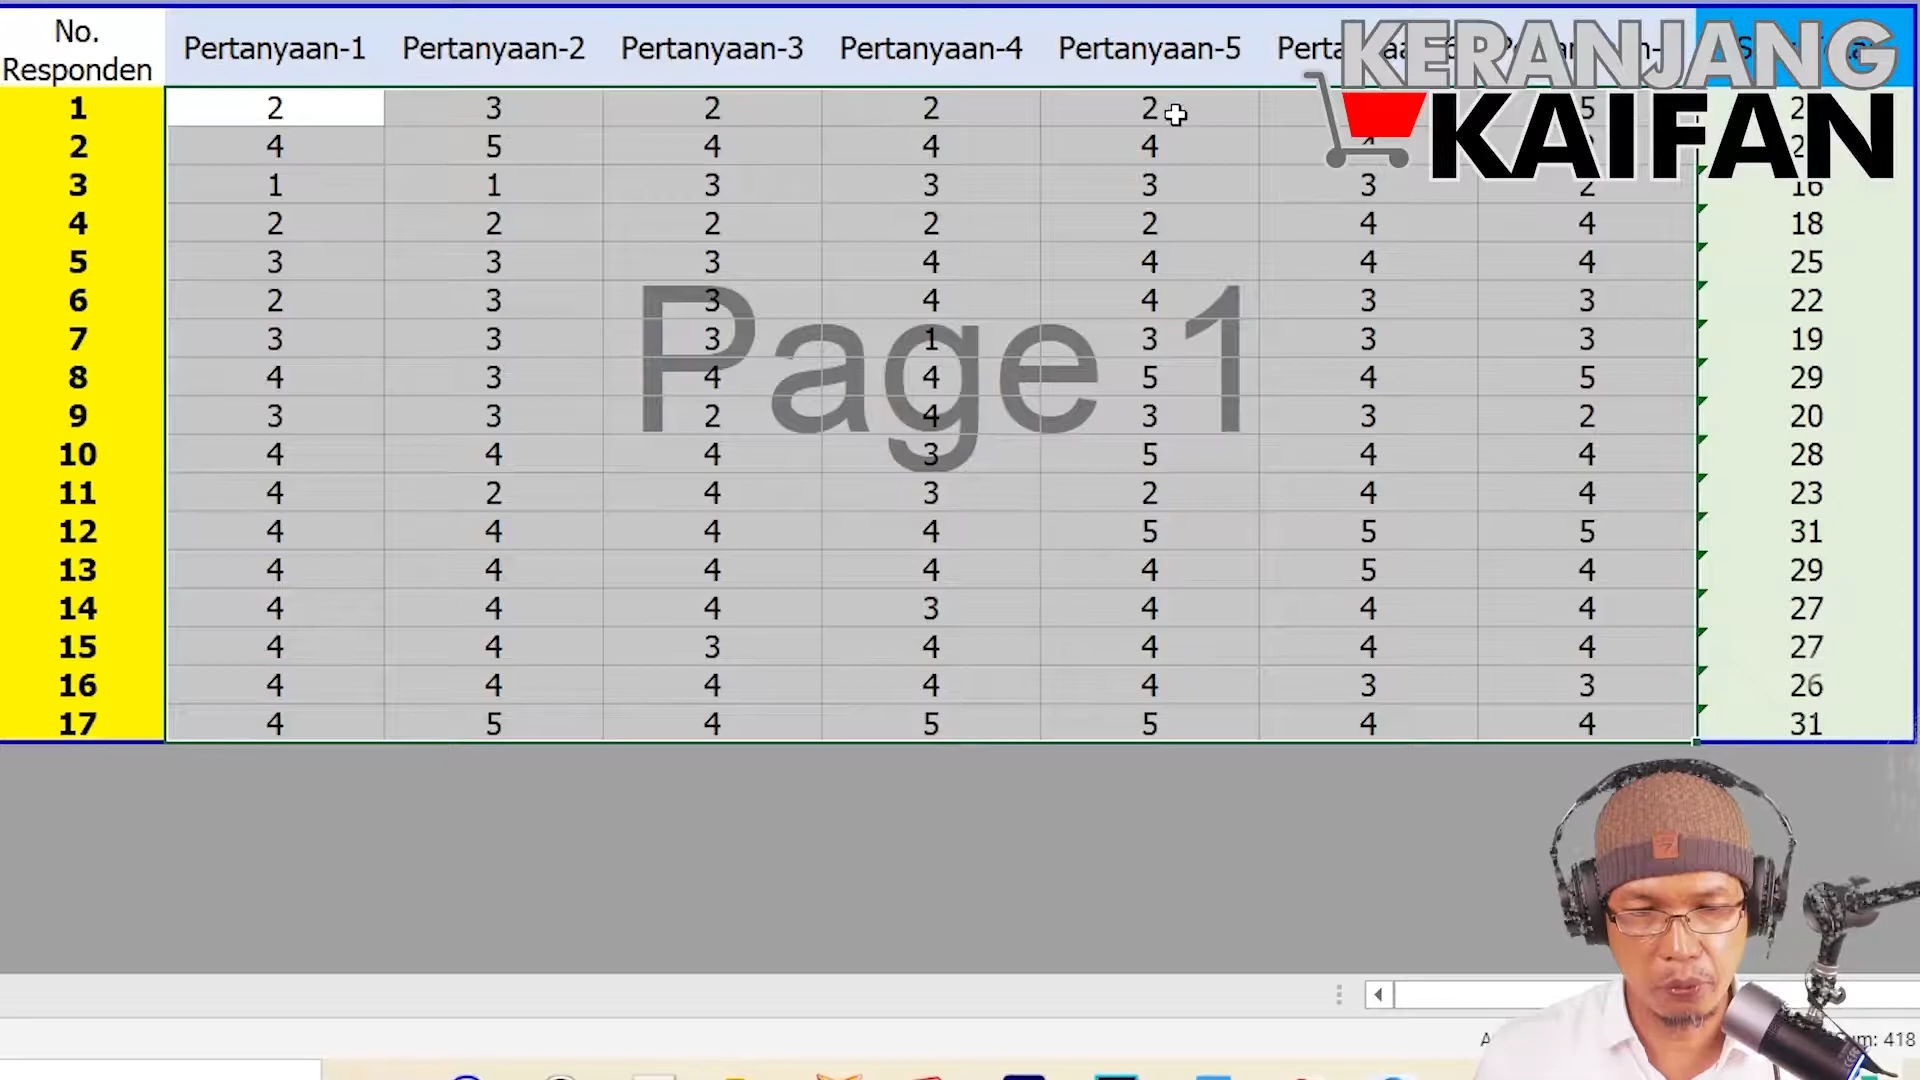 No.
Responden Pertanyaan-1 Pertanyaan-2 Pertanyaan-3 Pertanyaan-4 Pertanyaan-5
KERANJANG
KAIFAN
1 2 3 2 2 2 5
2 4 5 4 4 4
3 1 1 3 3 3 3 2 16
4 2 2 2 2 2 4 4 18
5 3 3 3 4 4 4 4 25
6 2 3 3 4 4 3 3 22
7 3 3 3 1 3 3 3 19
8 4 3 4 4 5 4 5 29
9 3 3 2 4 3 3 2 20
10 4 4 4 3 5 4 4 28
11 4 2 4 3 2 4 4 23
12 4 4 4 4 5 5 5 31
13 4 4 4 4 4 5 4 29
14 4 4 4 3 4 4 4 27
15 4 4 3 4 4 4 4 27
16 4 4 4 4 4 3 3 26
17 4 5 4 5 5 4 4 31
Page 1
418